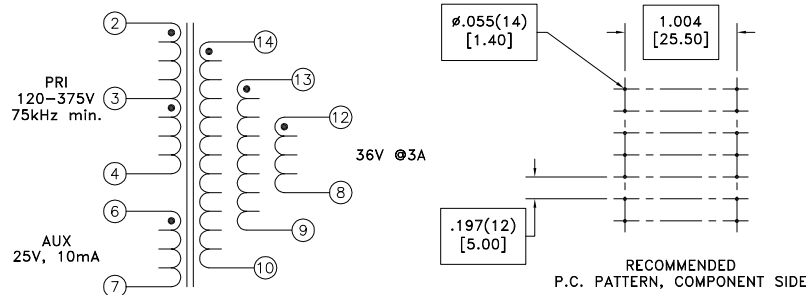 2
3
4
6
7
PRI
120-375V
75kHz min.
AUX
25V, 10mA
14
13
12
8
9
10
36V @3A
ø.055(14)
[1.40]
1.004
[25.50]
.197(12)
[5.00]
RECOMMENDED
P.C. PATTERN, COMPONENT SIDE